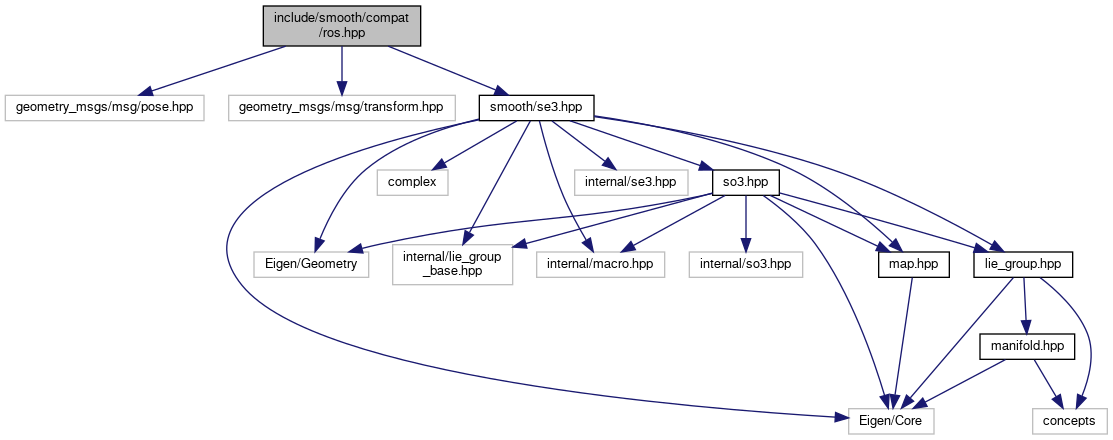 include/smooth/compat
/ros.hpp
geometry_msgs/msg/pose.hpp
geometry_msgs/msg/transform.hpp
smooth/se3.hpp
complex
internal/se3.hpp
so3.hpp
Eigen/Geometry
internal/lie_group
_base.hpp
internal/macro.hpp
internal/so3.hpp
map.hpp
lie_group.hpp
manifold.hpp
Eigen/Core
concepts